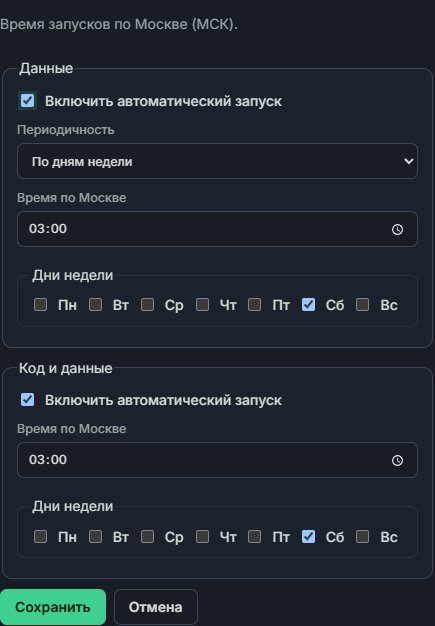 Время запусков по Москве (МСК).
Данные
Включить автоматический запуск
Периодичность
По дням недели
Время по Москве
03:00
Дни недели
Пн Вт Ср Чт Пт Сб Вс
Код и данные
Включить автоматический запуск
Время по Москве
03:00
Дни недели
Пн Вт Ср Чт Пт Сб Вс
Сохранить Отмена